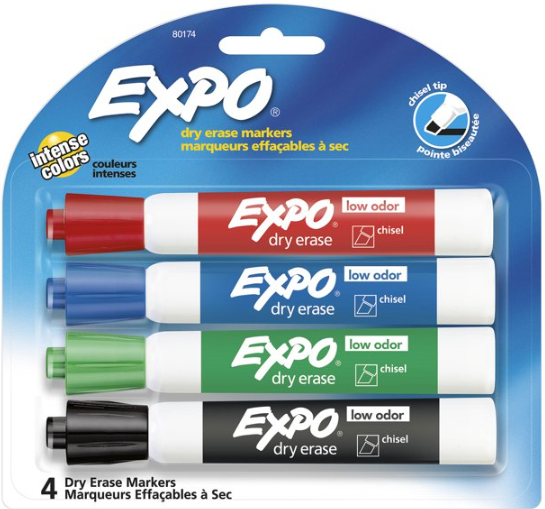 80174
EXPO®
dry erase markers
marqueurs effaçables à sec
chisel tip
pointe biseautée
intense
colors
couleurs
intenses
EXPO® low odor
dry erase chisel
EXPO® low odor
dry erase chisel
EXPO® low odor
dry erase chisel
EXPO® low odor
dry erase chisel
4 Dry Erase Markers
Marqueurs Effaçables à Sec